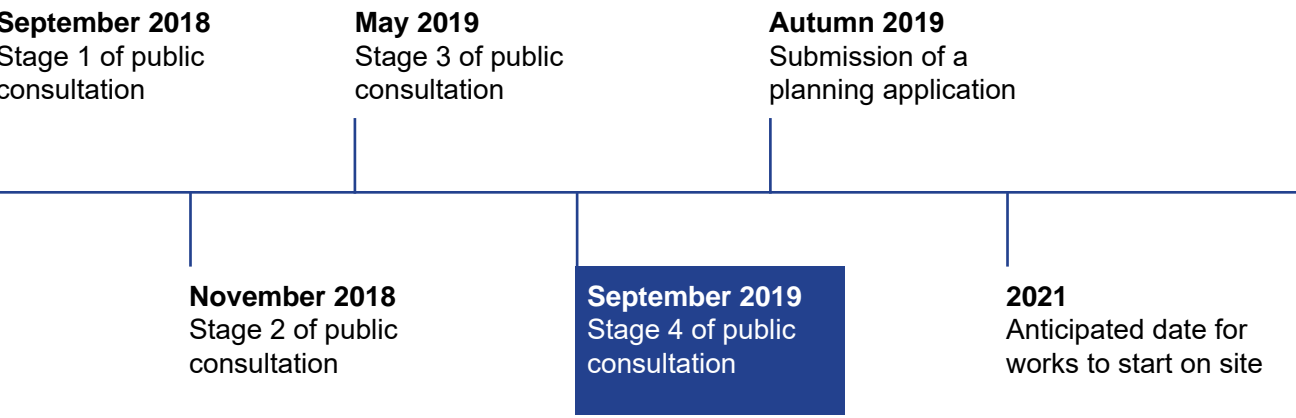 September 2018
Stage 1 of public
consultation
May 2019
Stage 3 of public
consultation
Autumn 2019
Submission of a
planning application
November 2018
Stage 2 of public
consultation
September 2019
Stage 4 of public
consultation
2021
Anticipated date for
works to start on site